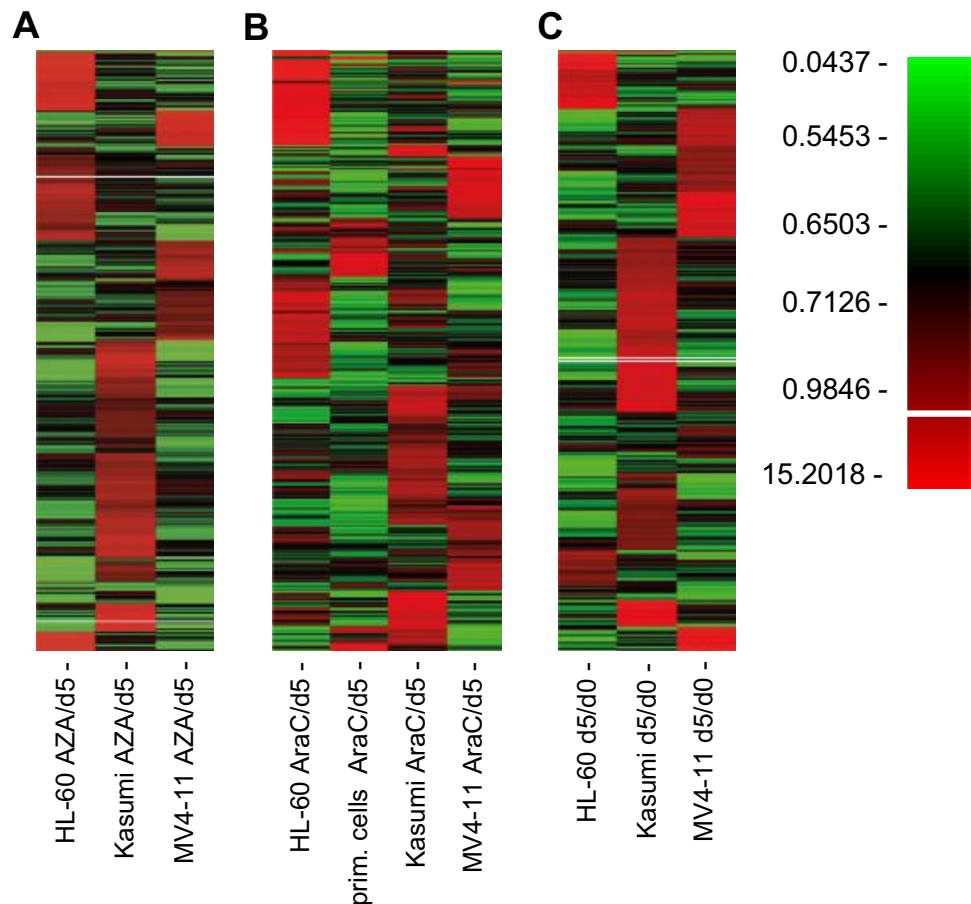 A
B
C
0.0437 -
0.5453 -
0.6503 -
0.7126 -
0.9846 -
15.2018 -
HL-60 AZA/d5 -
Kasumi AZA/d5 -
MV4-11 AZA/d5 -
HL-60 AraC/d5 -
prim. cells AraC/d5 -
Kasumi AraC/d5 -
MV4-11 AraC/d5 -
HL-60 d5/d0 -
Kasumi d5/d0 -
MV4-11 d5/d0 -